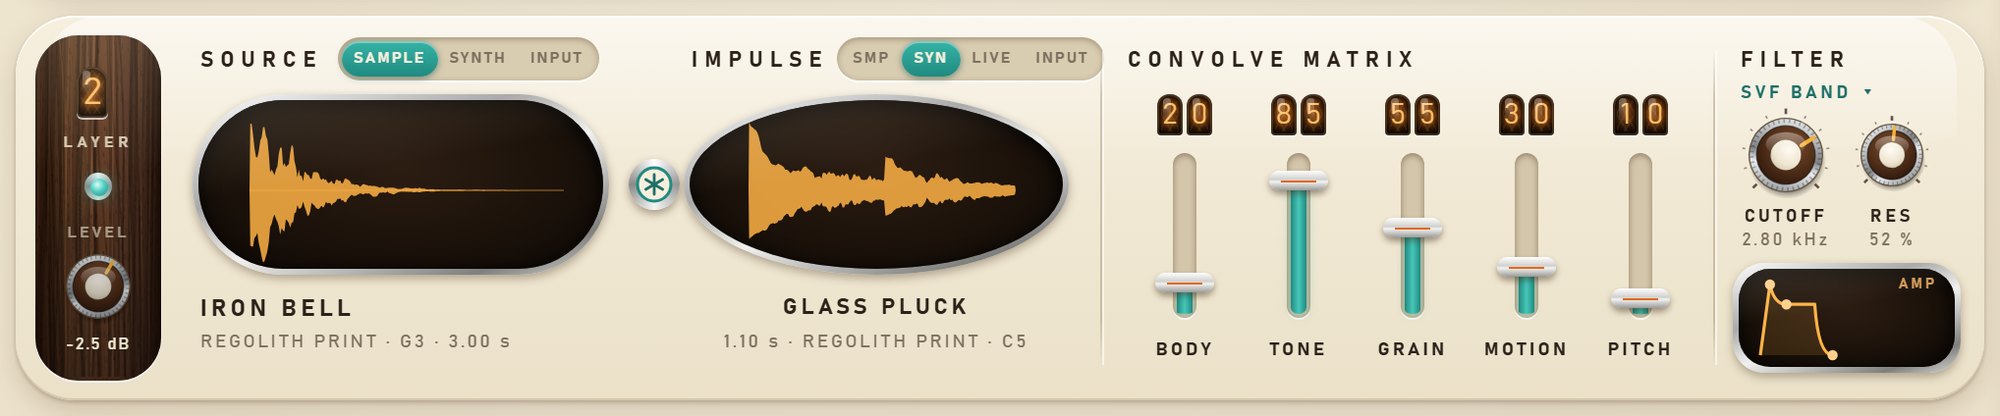 2
LAYER
LEVEL
-2.5 dB
SOURCE
SAMPLE SYNTH INPUT
IRON BELL
REGOLITH PRINT · G3 · 3.00 s
IMPULSE
SMP SYN LIVE INPUT
GLASS PLUCK
1.10 s · REGOLITH PRINT · C5
CONVOLVE MATRIX
20 85 55 30 10
BODY TONE GRAIN MOTION PITCH
FILTER
SVF BAND
CUTOFF RES
2.80 kHz 52 %
AMP